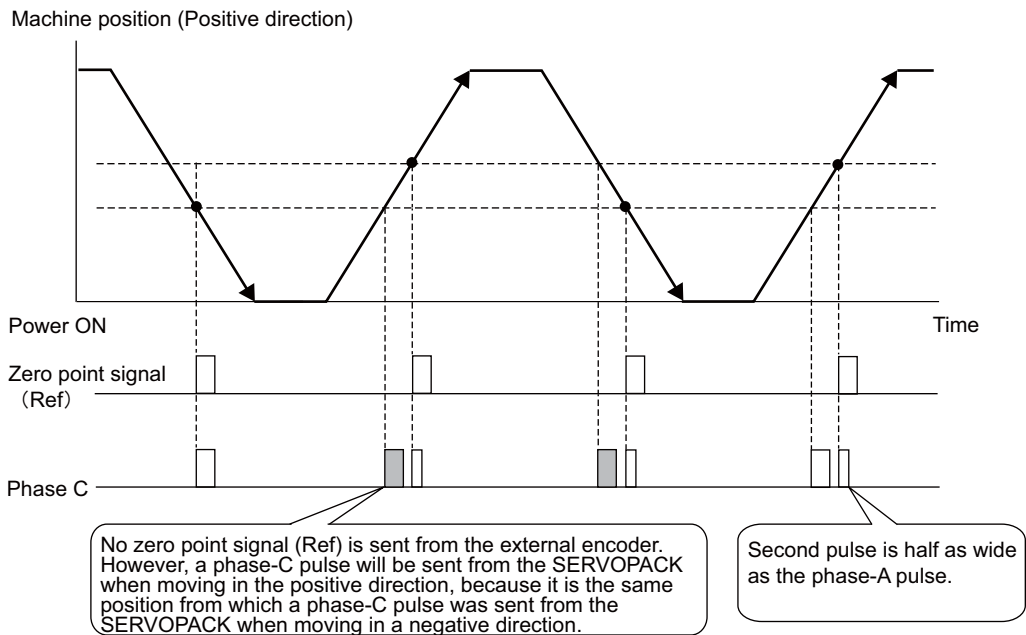 Machine position (Positive direction)
Power ON
Time
Zero point signal
（Ref）
Phase C
No zero point signal (Ref) is sent from the external encoder.
However, a phase-C pulse will be sent from the SERVOPACK
when moving in the positive direction, because it is the same
position from which a phase-C pulse was sent from the
SERVOPACK when moving in a negative direction.
Second pulse is half as wide
as the phase-A pulse.